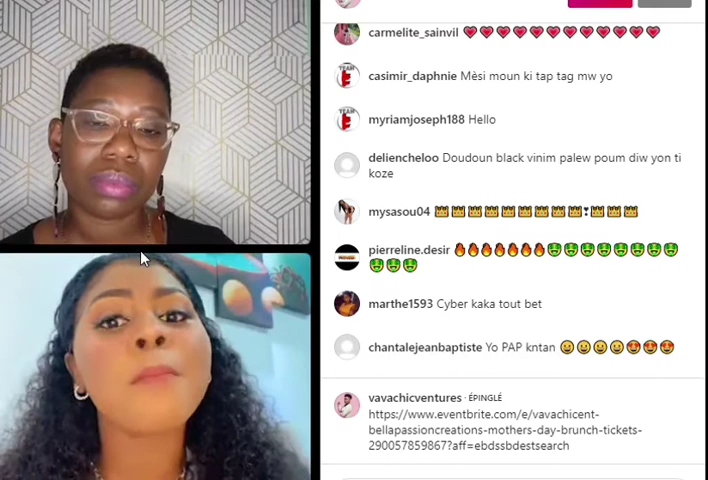 carmelite_sainvil 💗💗💗💗💗💗💗💗💗💗💗💗
casimir_daphnie Mèsi moun ki tap tag mw yo
myriamjoseph188 Hello
deliencheloo Doudoun black vinim palew poum diw yon ti
koze
mysasou04
pierreline.desir 🔥🔥🔥🔥🔥🔥🔥🤑🤑🤑🤑🤑🤑🤑🤑
🤑🤑🤑
marthe1593 Cyber kaka tout bet
chantalejeanbaptiste Yo PAP kntan 😀😀😀😀😍😍😍
vavachicventures · ÉPINGLÉ
https://www.eventbrite.com/e/vavachicent-
bellapassioncreations-mothers-day-brunch-tickets-
290057859867?aff=ebdssbdestsearch